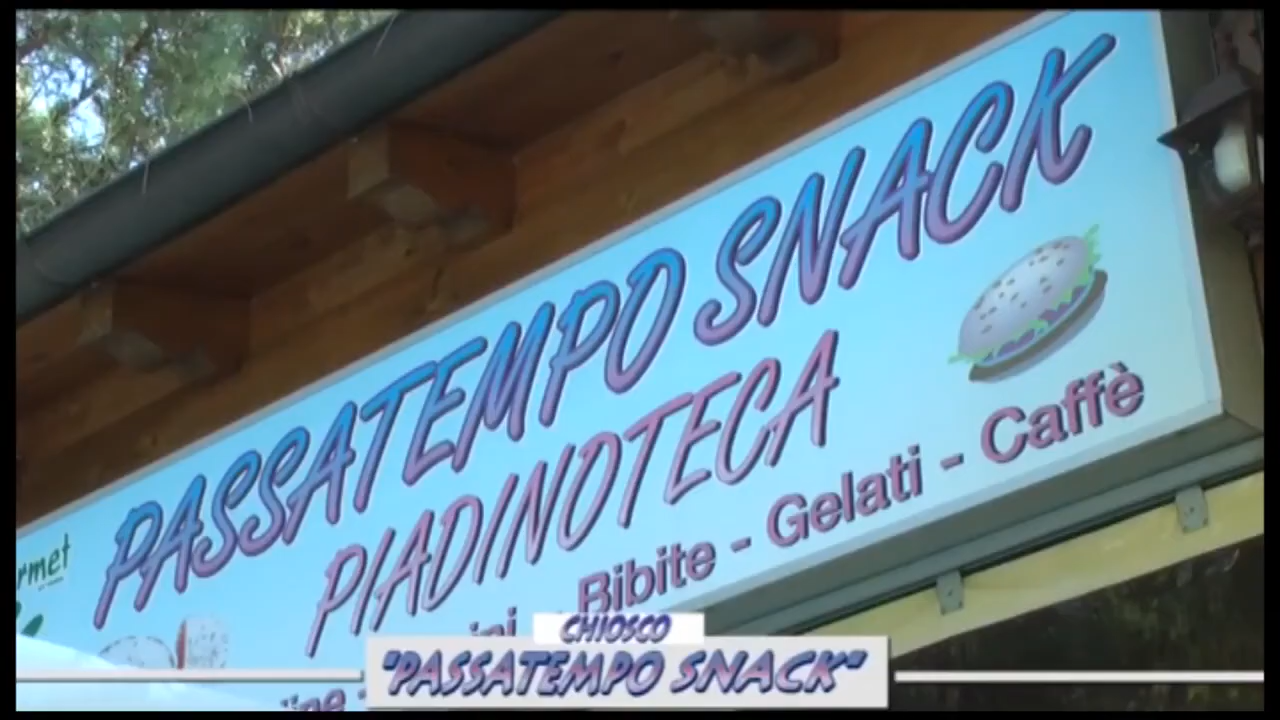 PASSATEMPO SNACK
PIADINOTECA
Bibite - Gelati - Caffè
CHIOSCO
"PASSATEMPO SNACK"